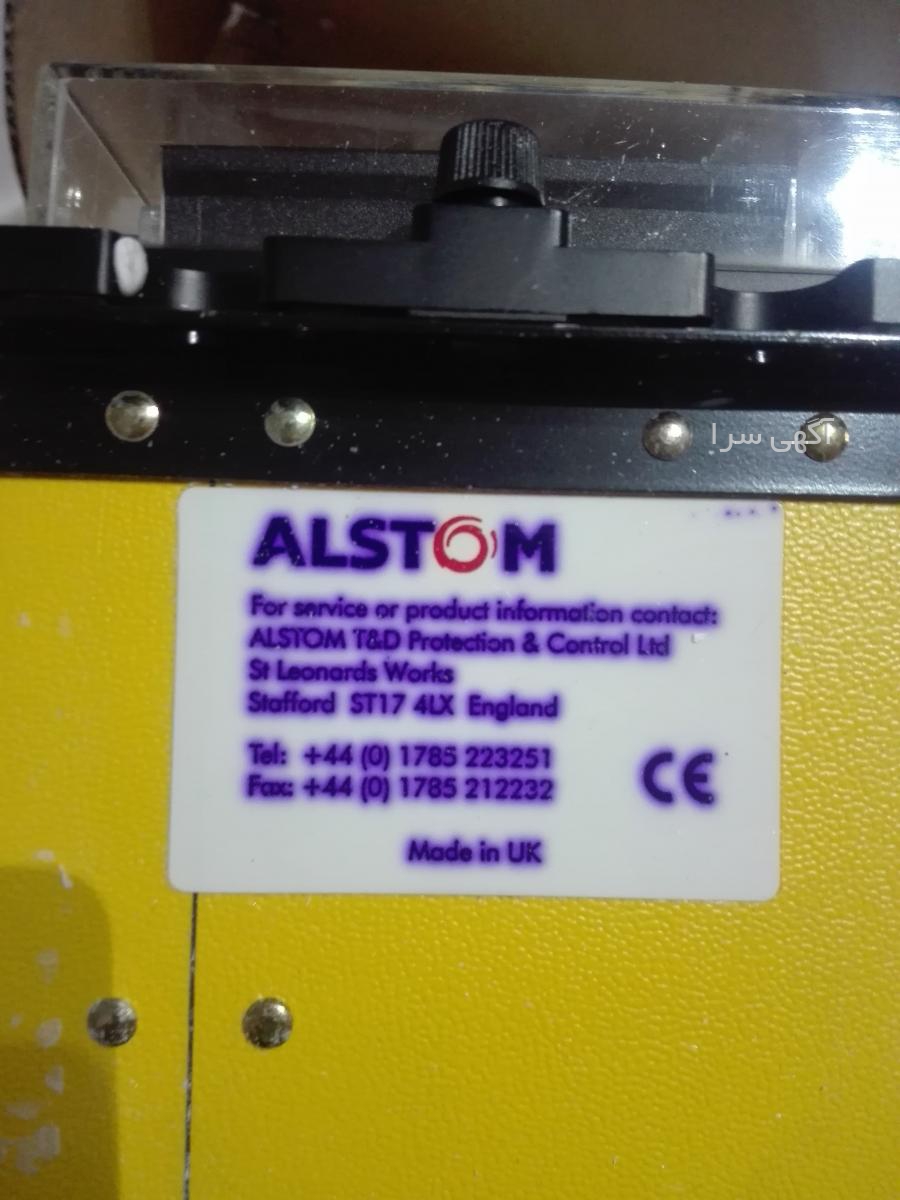 آگهی سرا
ALSTOM
For service or product information contact:
ALSTOM T&D Protection & Control Ltd
St Leonards Works
Stafford ST17 4LX England
Tel: +44 (0) 1785 223251
Fax: +44 (0) 1785 212232
CE
Made in UK